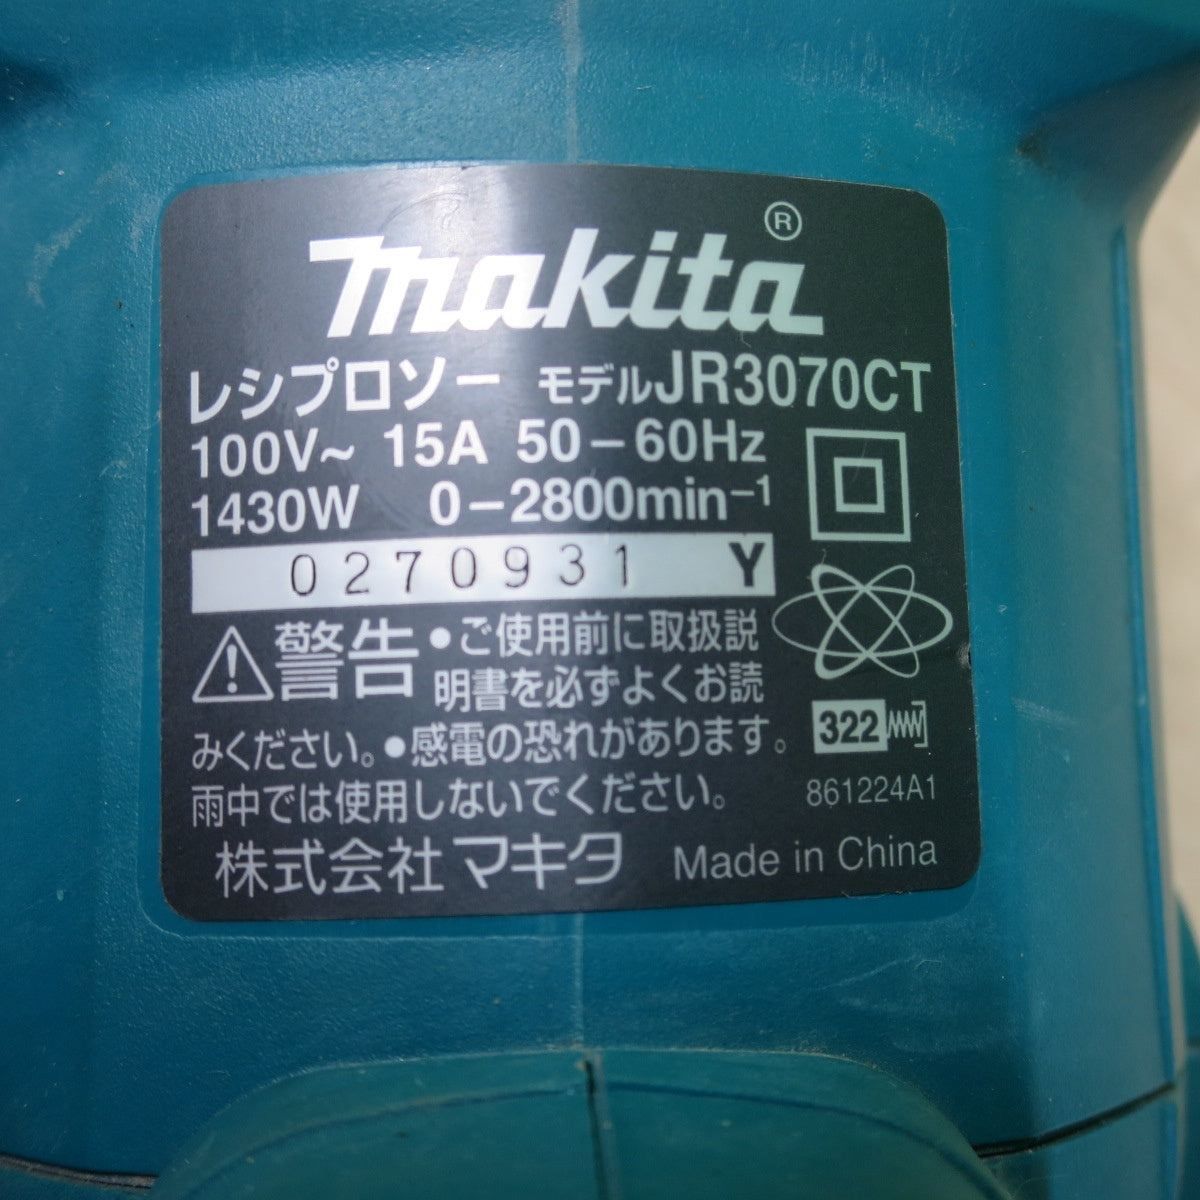 makita®
レシプロソー モデルJR3070CT
100V~ 15A 50-60Hz
1430W 0-2800min⁻¹
0270931 Y
警告 ●ご使用前に取扱説
明書を必ずよくお読
みください。●感電の恐れがあります。
雨中では使用しないでください。
322
861224A1
株式会社マキタ Made in China